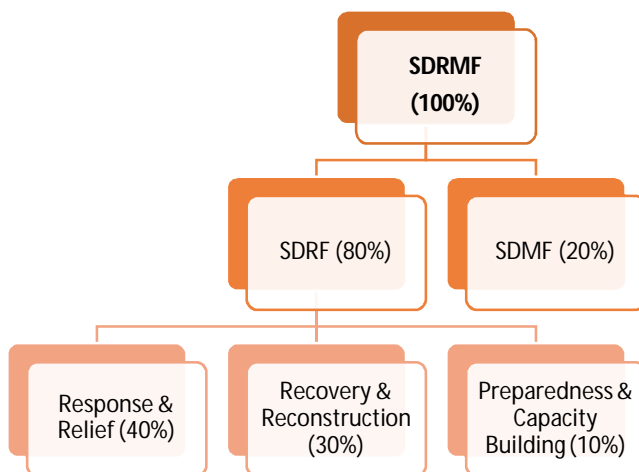 SDRMF
(100%)
SDRF (80%)
SDMF (20%)
Response &
Relief (40%)
Recovery &
Reconstruction
(30%)
Preparedness &
Capacity
Building (10%)